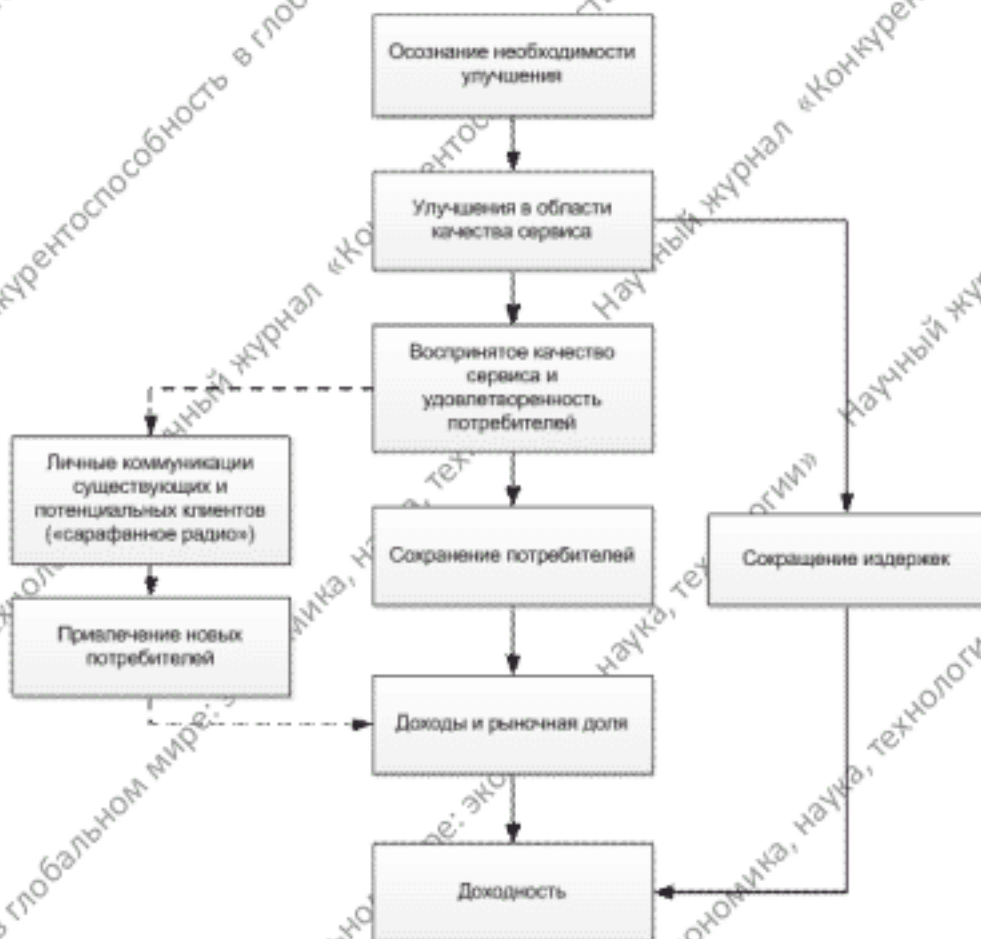 Осознание необходимости
улучшения
Улучшения в области
качества сервиса
Воспринятое качество
сервиса и
удовлетворенность
потребителей
Личные коммуникации
существующих и
потенциальных клиентов
(«сарафанное радио»)
Привлечение новых
потребителей
Сохранение потребителей
Сокращение издержек
Доходы и рыночная доля
Доходность